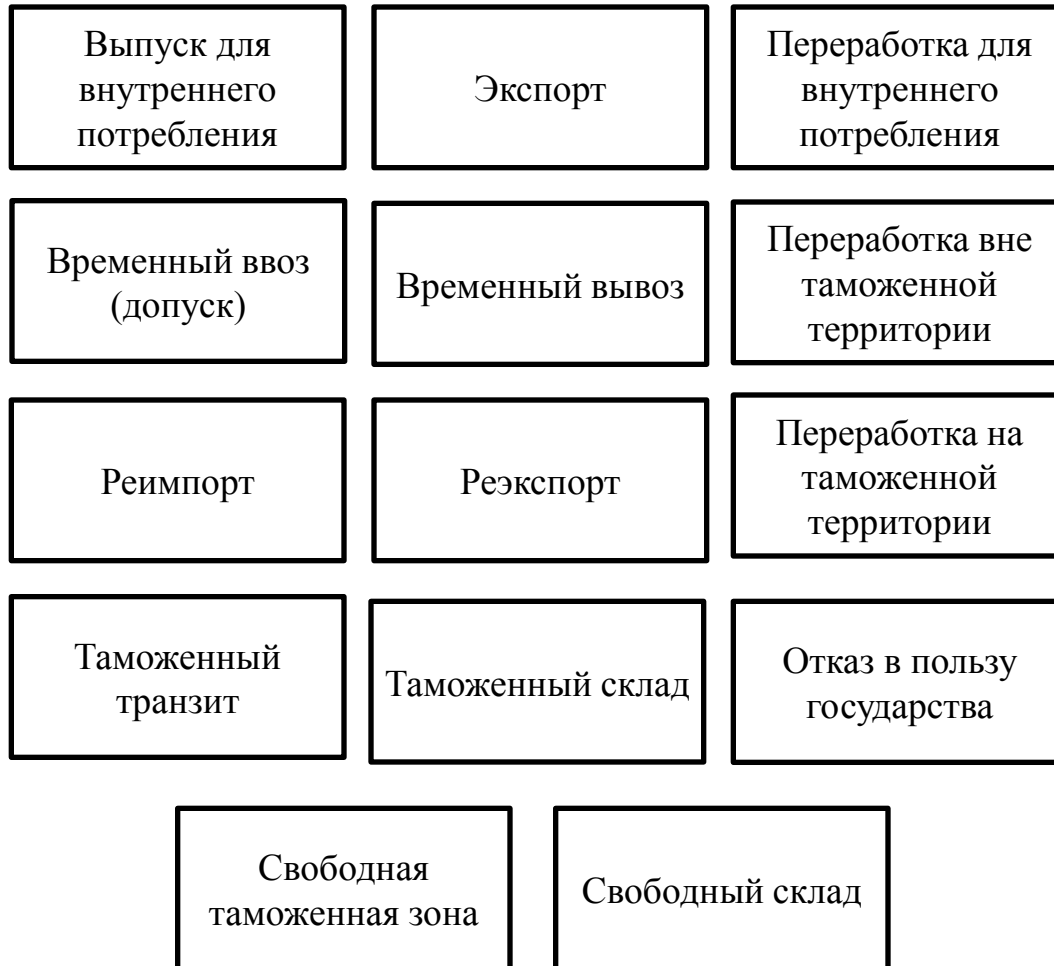 Выпуск для
внутреннего
потребления
Экспорт
Переработка для
внутреннего
потребления
Временный ввоз
(допуск)
Временный вывоз
Переработка вне
таможенной
территории
Реимпорт
Реэкспорт
Переработка на
таможенной
территории
Таможенный
транзит
Таможенный склад
Отказ в пользу
государства
Свободная
таможенная зона
Свободный склад